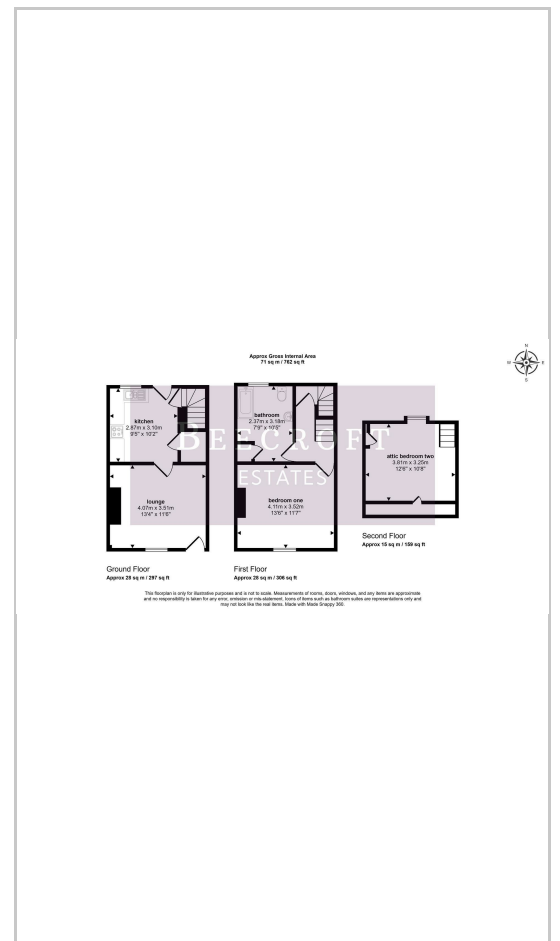 Approx Gross Internal Area
71 sq m / 762 sq ft
N
W
E
S
kitchen
2.87m x 3.10m
9'5" x 10'2"
lounge
4.07m x 3.51m
13'4" x 11'6"
bathroom
2.37m x 3.18m
7'9" x 10'5"
bedroom one
4.11m x 3.52m
13'6" x 11'7"
attic bedroom two
3.81m x 3.25m
12'6" x 10'8"
BEECROFT
ESTATES
Ground Floor
Approx 28 sq m / 297 sq ft
First Floor
Approx 28 sq m / 306 sq ft
Second Floor
Approx 15 sq m / 159 sq ft
This floorplan is only for illustrative purposes and is not to scale. Measurements of rooms, doors, windows, and any items are approximate
and no responsibility is taken for any error, omission or mis-statement. Icons of items such as bathroom suites are representations only and
may not look like the real items. Made with Made Snappy 360.